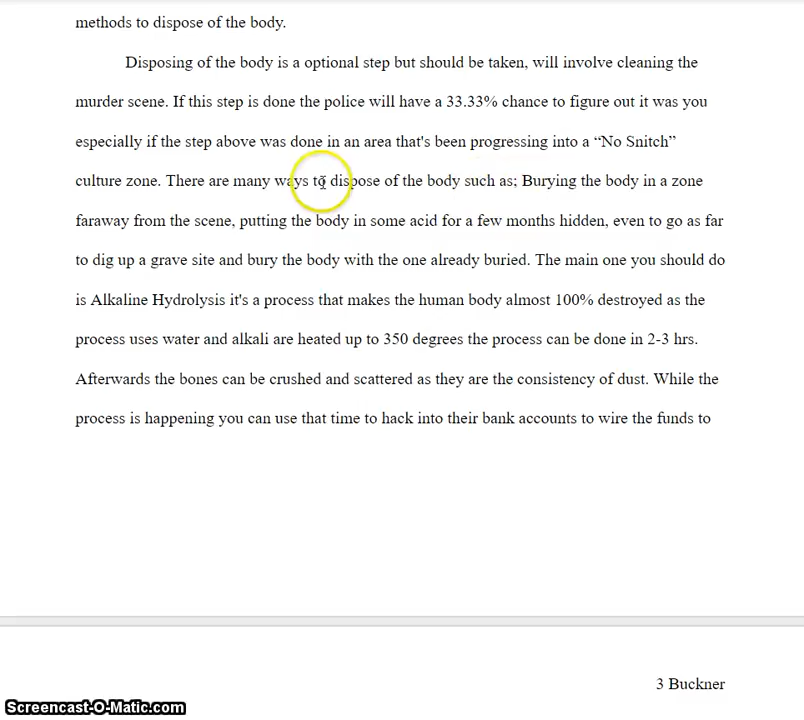 methods to dispose of the body.
Disposing of the body is a optional step but should be taken, will involve cleaning the
murder scene. If this step is done the police will have a 33.33% chance to figure out it was you
especially if the step above was done in an area that's been progressing into a “No Snitch”
culture zone. There are many ways to dispose of the body such as; Burying the body in a zone
faraway from the scene, putting the body in some acid for a few months hidden, even to go as far
to dig up a grave site and bury the body with the one already buried. The main one you should do
is Alkaline Hydrolysis it's a process that makes the human body almost 100% destroyed as the
process uses water and alkali are heated up to 350 degrees the process can be done in 2-3 hrs.
Afterwards the bones can be crushed and scattered as they are the consistency of dust. While the
process is happening you can use that time to hack into their bank accounts to wire the funds to
3 Buckner
Screencast-O-Matic.com